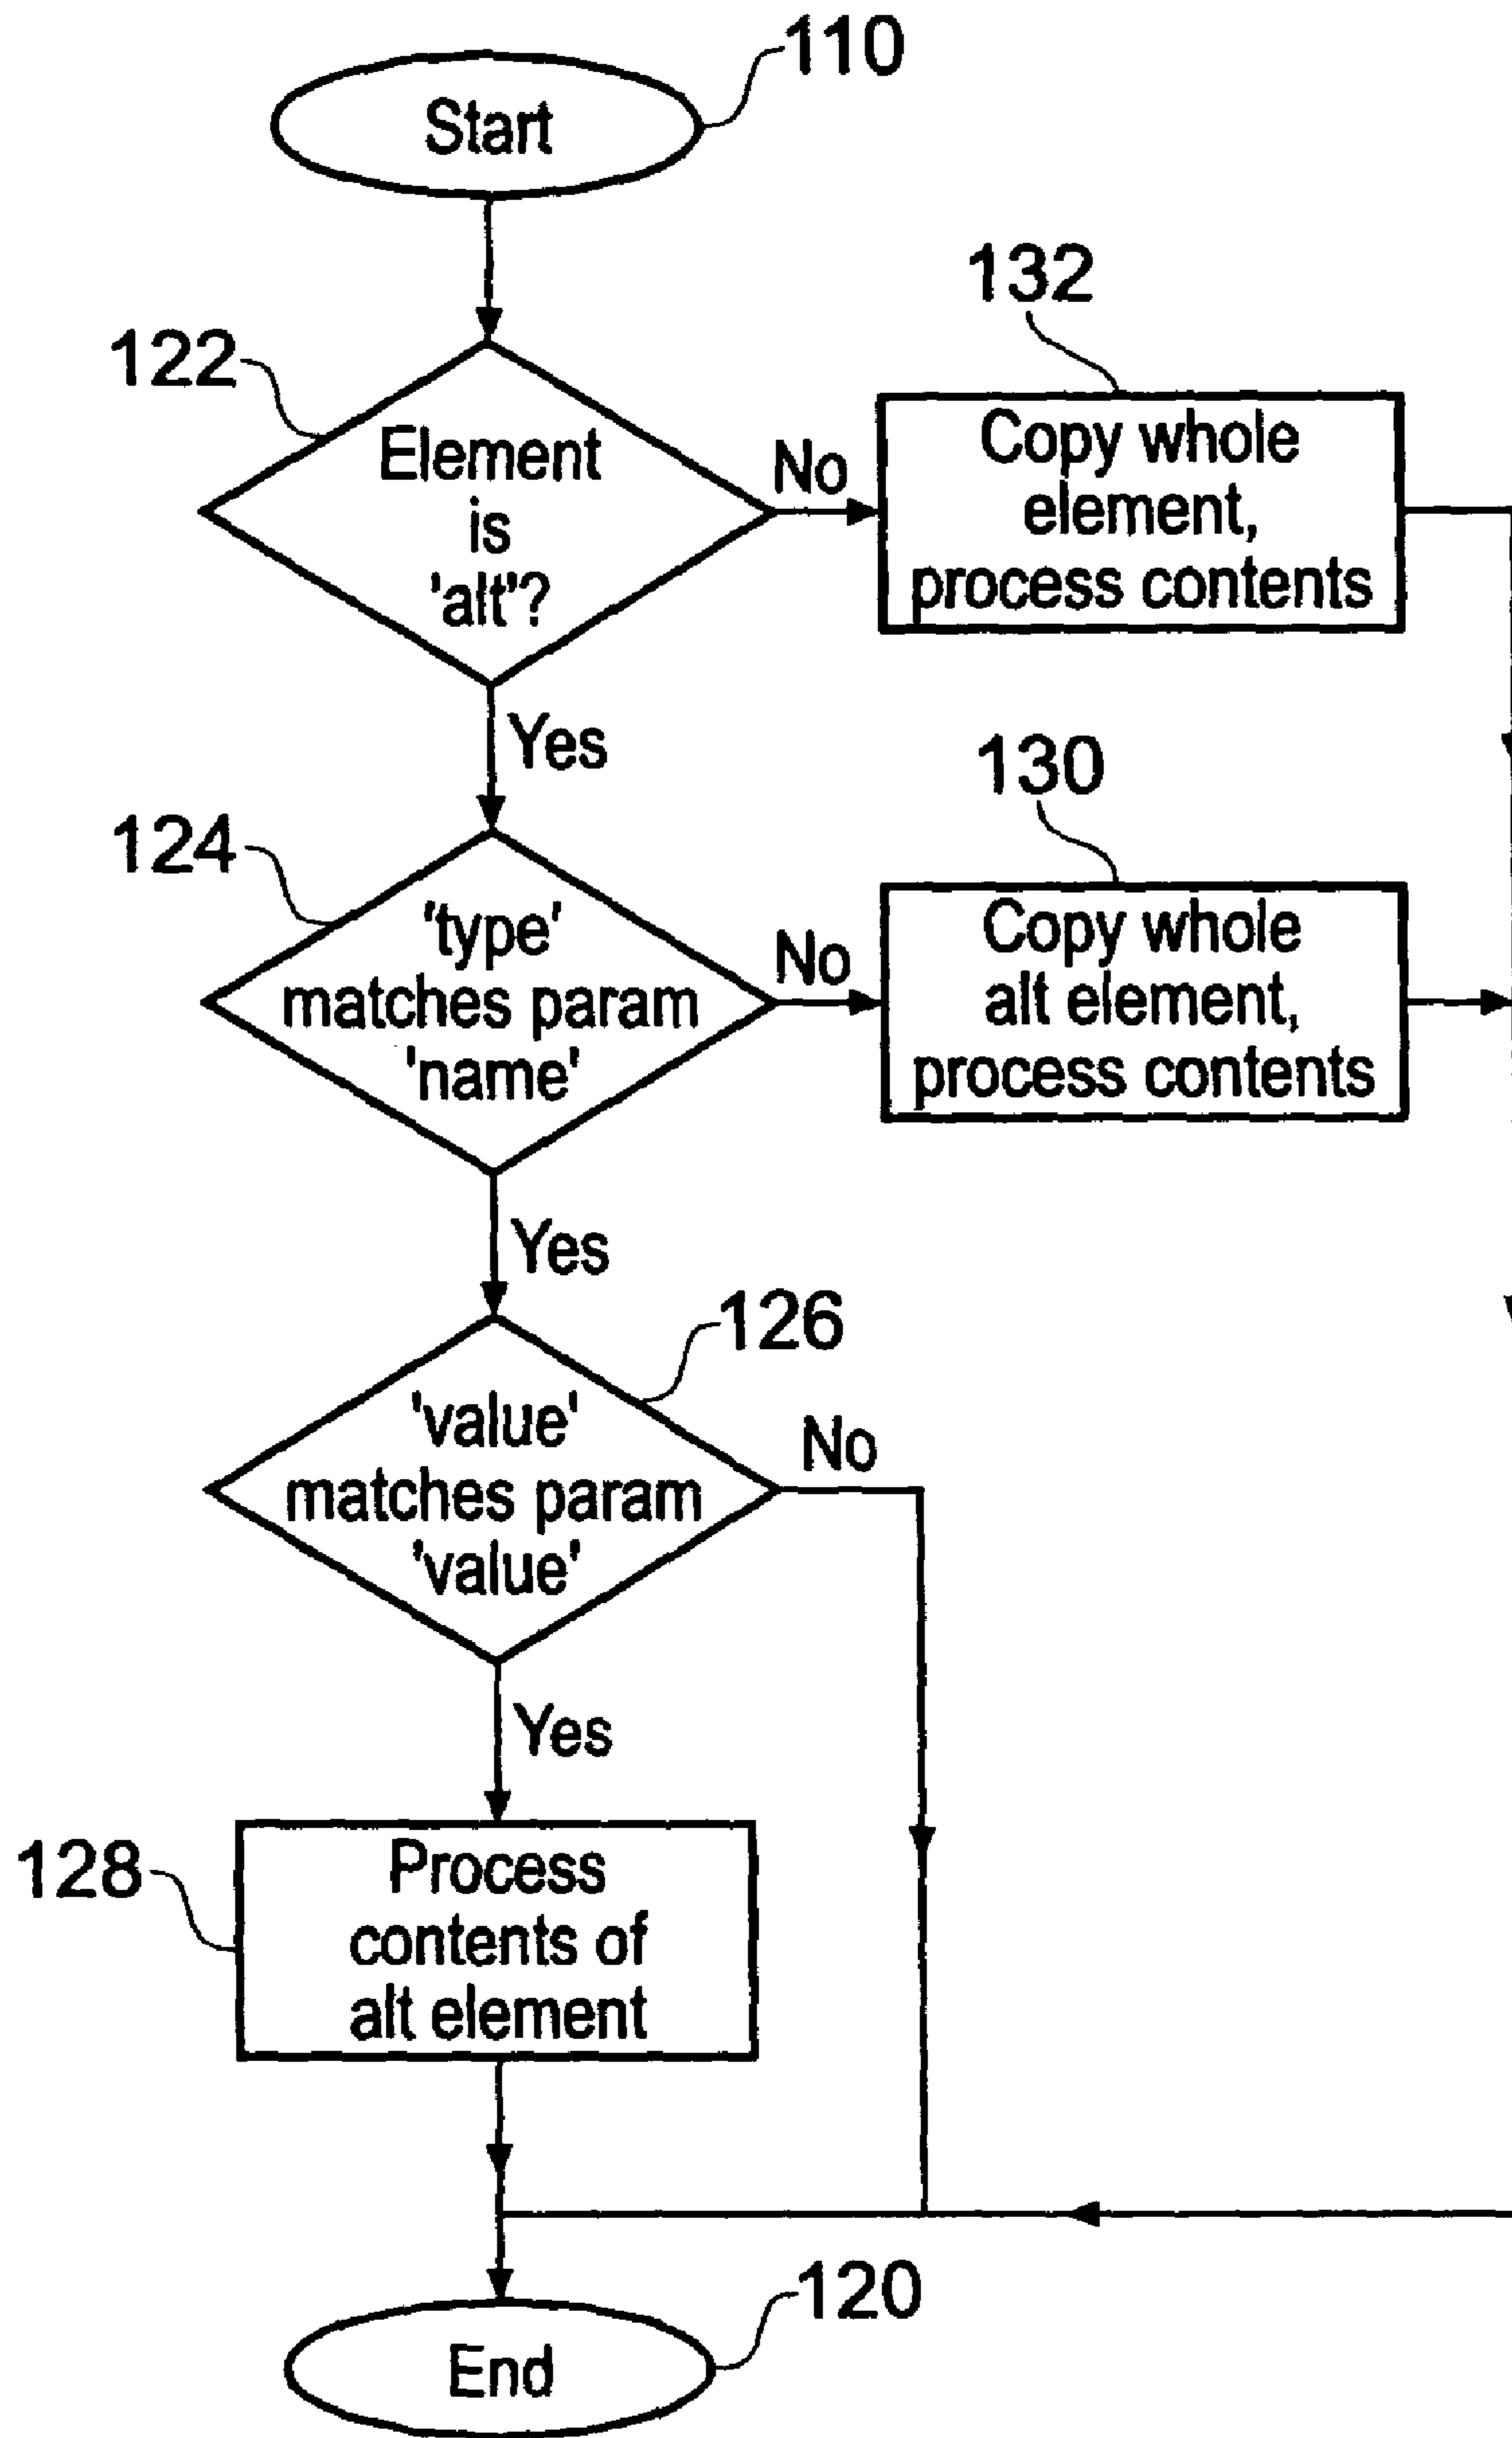 110
Start
132
122
Element
is
'alt'?
No
Copy whole
element,
process contents
Yes
130
124
'type'
matches param
'name'
No
Copy whole
alt element,
process contents
Yes
126
'value'
matches param
'value'
No
Yes
128
Process
contents of
alt element
120
End